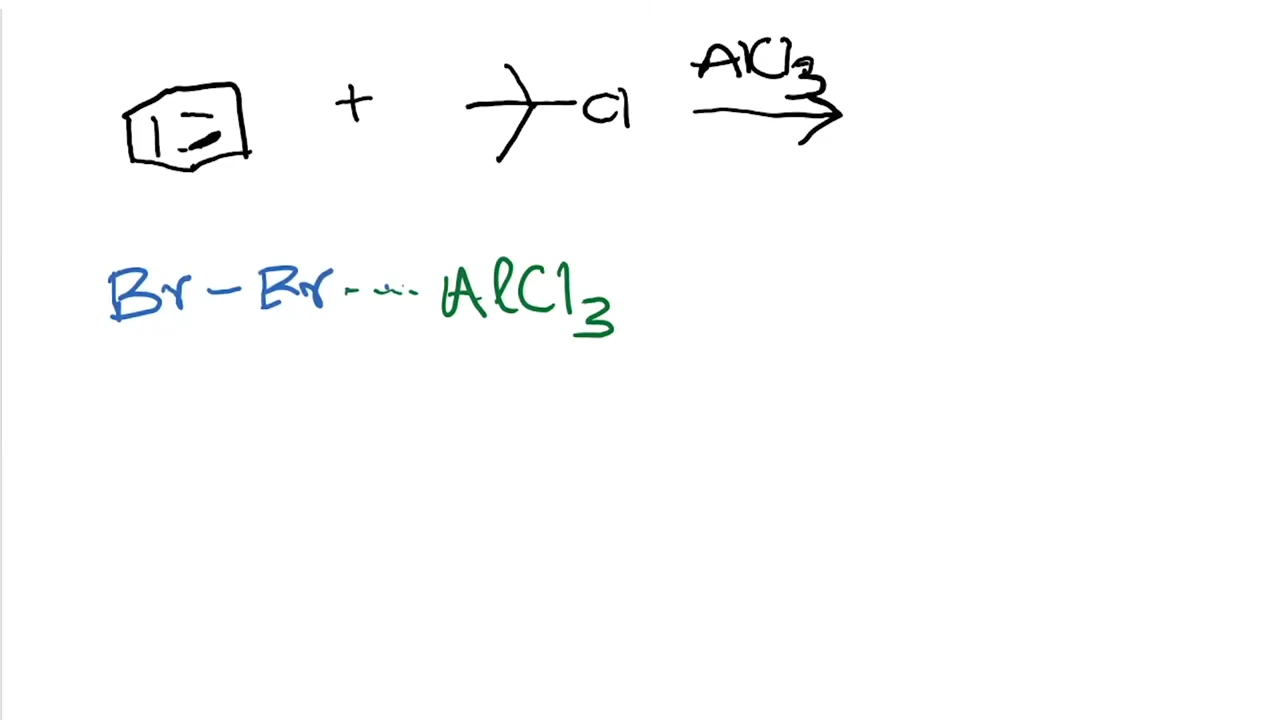 AlCl3
+ Cl
Br - Br ..... AlCl3